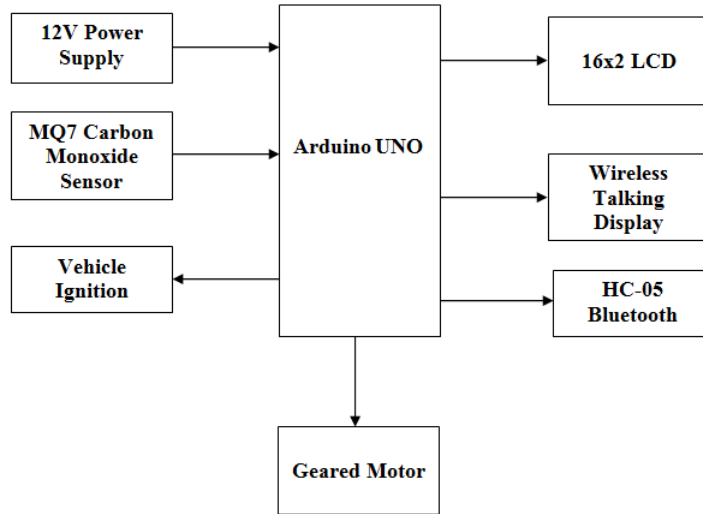 12V Power
Supply
MQ7 Carbon
Monoxide
Sensor
Vehicle
Ignition
Arduino UNO
16x2 LCD
Wireless
Talking
Display
HC-05
Bluetooth
Geared Motor